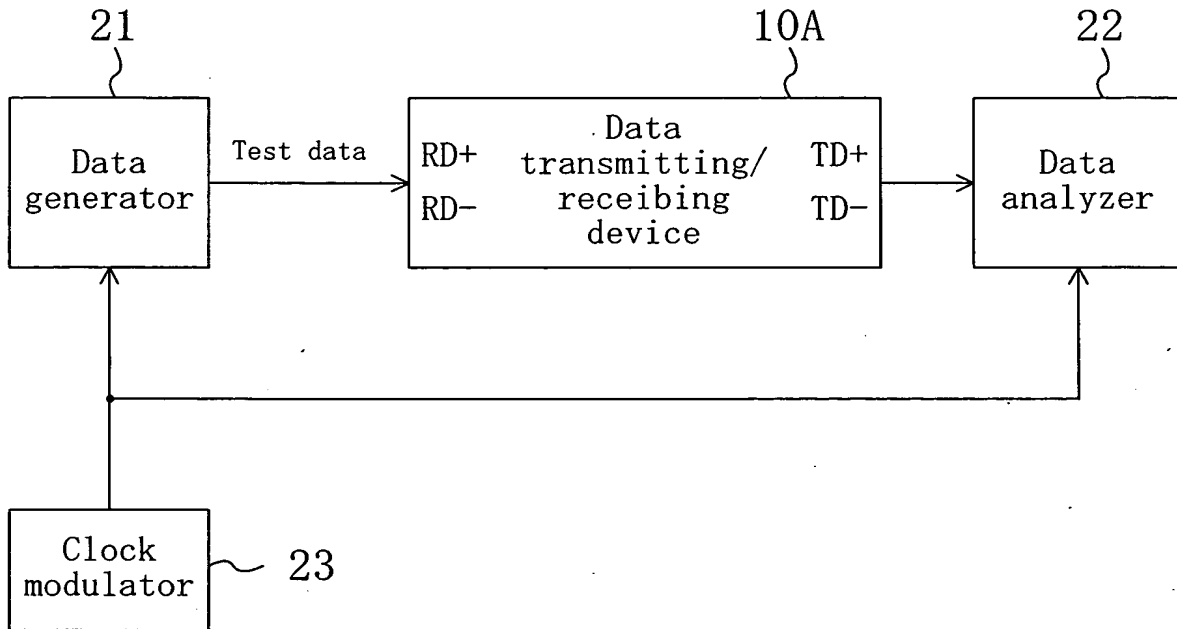 21
10A
22
Data
generator
Test data
RD+
RD-
Data
transmitting/
receibing
device
TD+
TD-
Data
analyzer
Clock
modulator
23